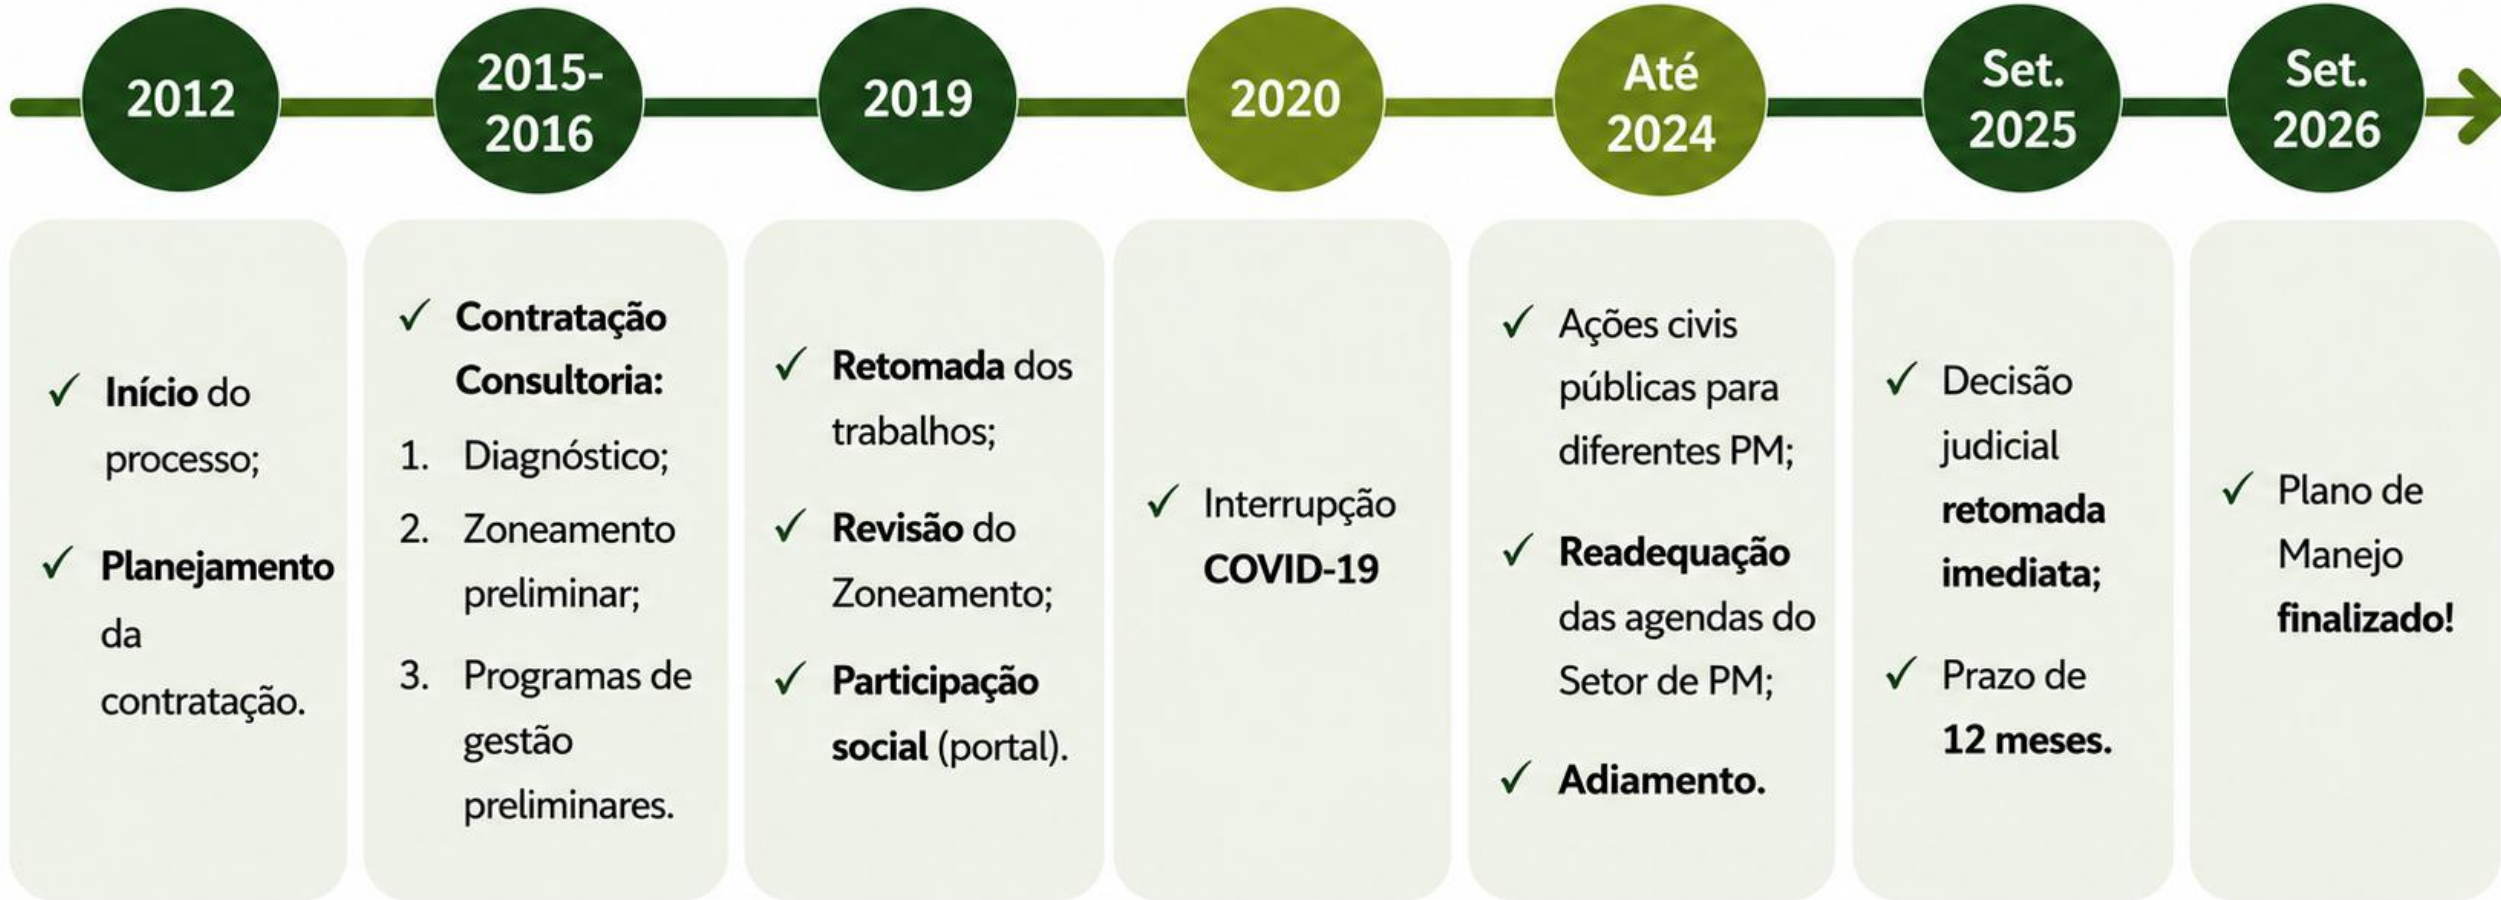 2012
2015-
2016
2019
2020
Até
2024
Set.
2025
Set.
2026
✓ Início do
processo;
✓ Planejamento
da
contratação.
✓ Contratação
Consultoria:
1. Diagnóstico;
2. Zoneamento
preliminar;
3. Programas de
gestão
preliminares.
✓ Retomada dos
trabalhos;
✓ Revisão do
Zoneamento;
✓ Participação
social (portal).
✓ Interrupção
COVID-19
✓ Ações civis
públicas para
diferentes PM;
✓ Readequação
das agendas do
Setor de PM;
✓ Adiamento.
✓ Decisão
judicial
retomada
imediata;
✓ Prazo de
12 meses.
✓ Plano de
Manejo
finalizado!